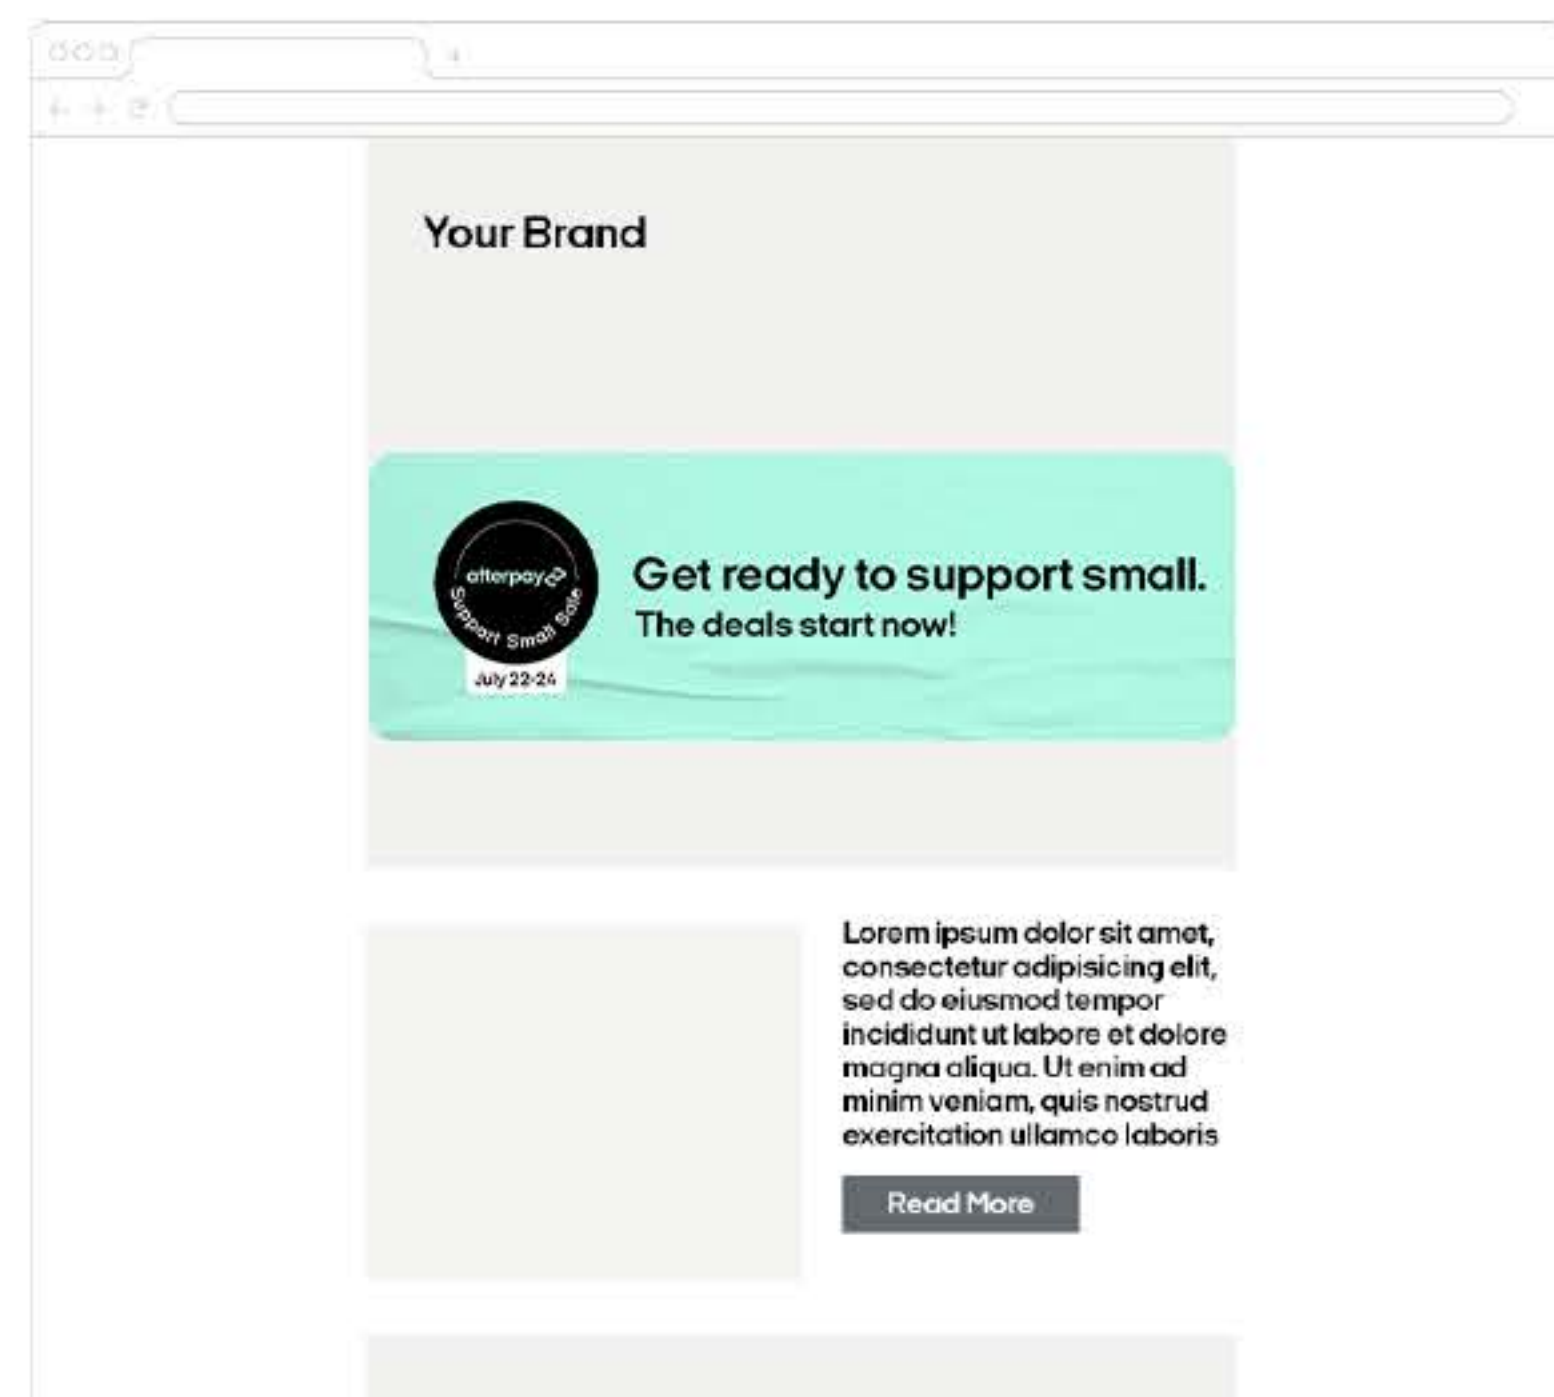 Your Brand
afterpay
Support Small Sale
July 22-24
Get ready to support small.
The deals start now!
Lorem ipsum dolor sit amet,
consectetur adipisicing elit,
sed do eiusmod tempor
incididunt ut labore et dolore
magna aliqua. Ut enim ad
minim veniam, quis nostrud
exercitation ullamco laboris
Read More